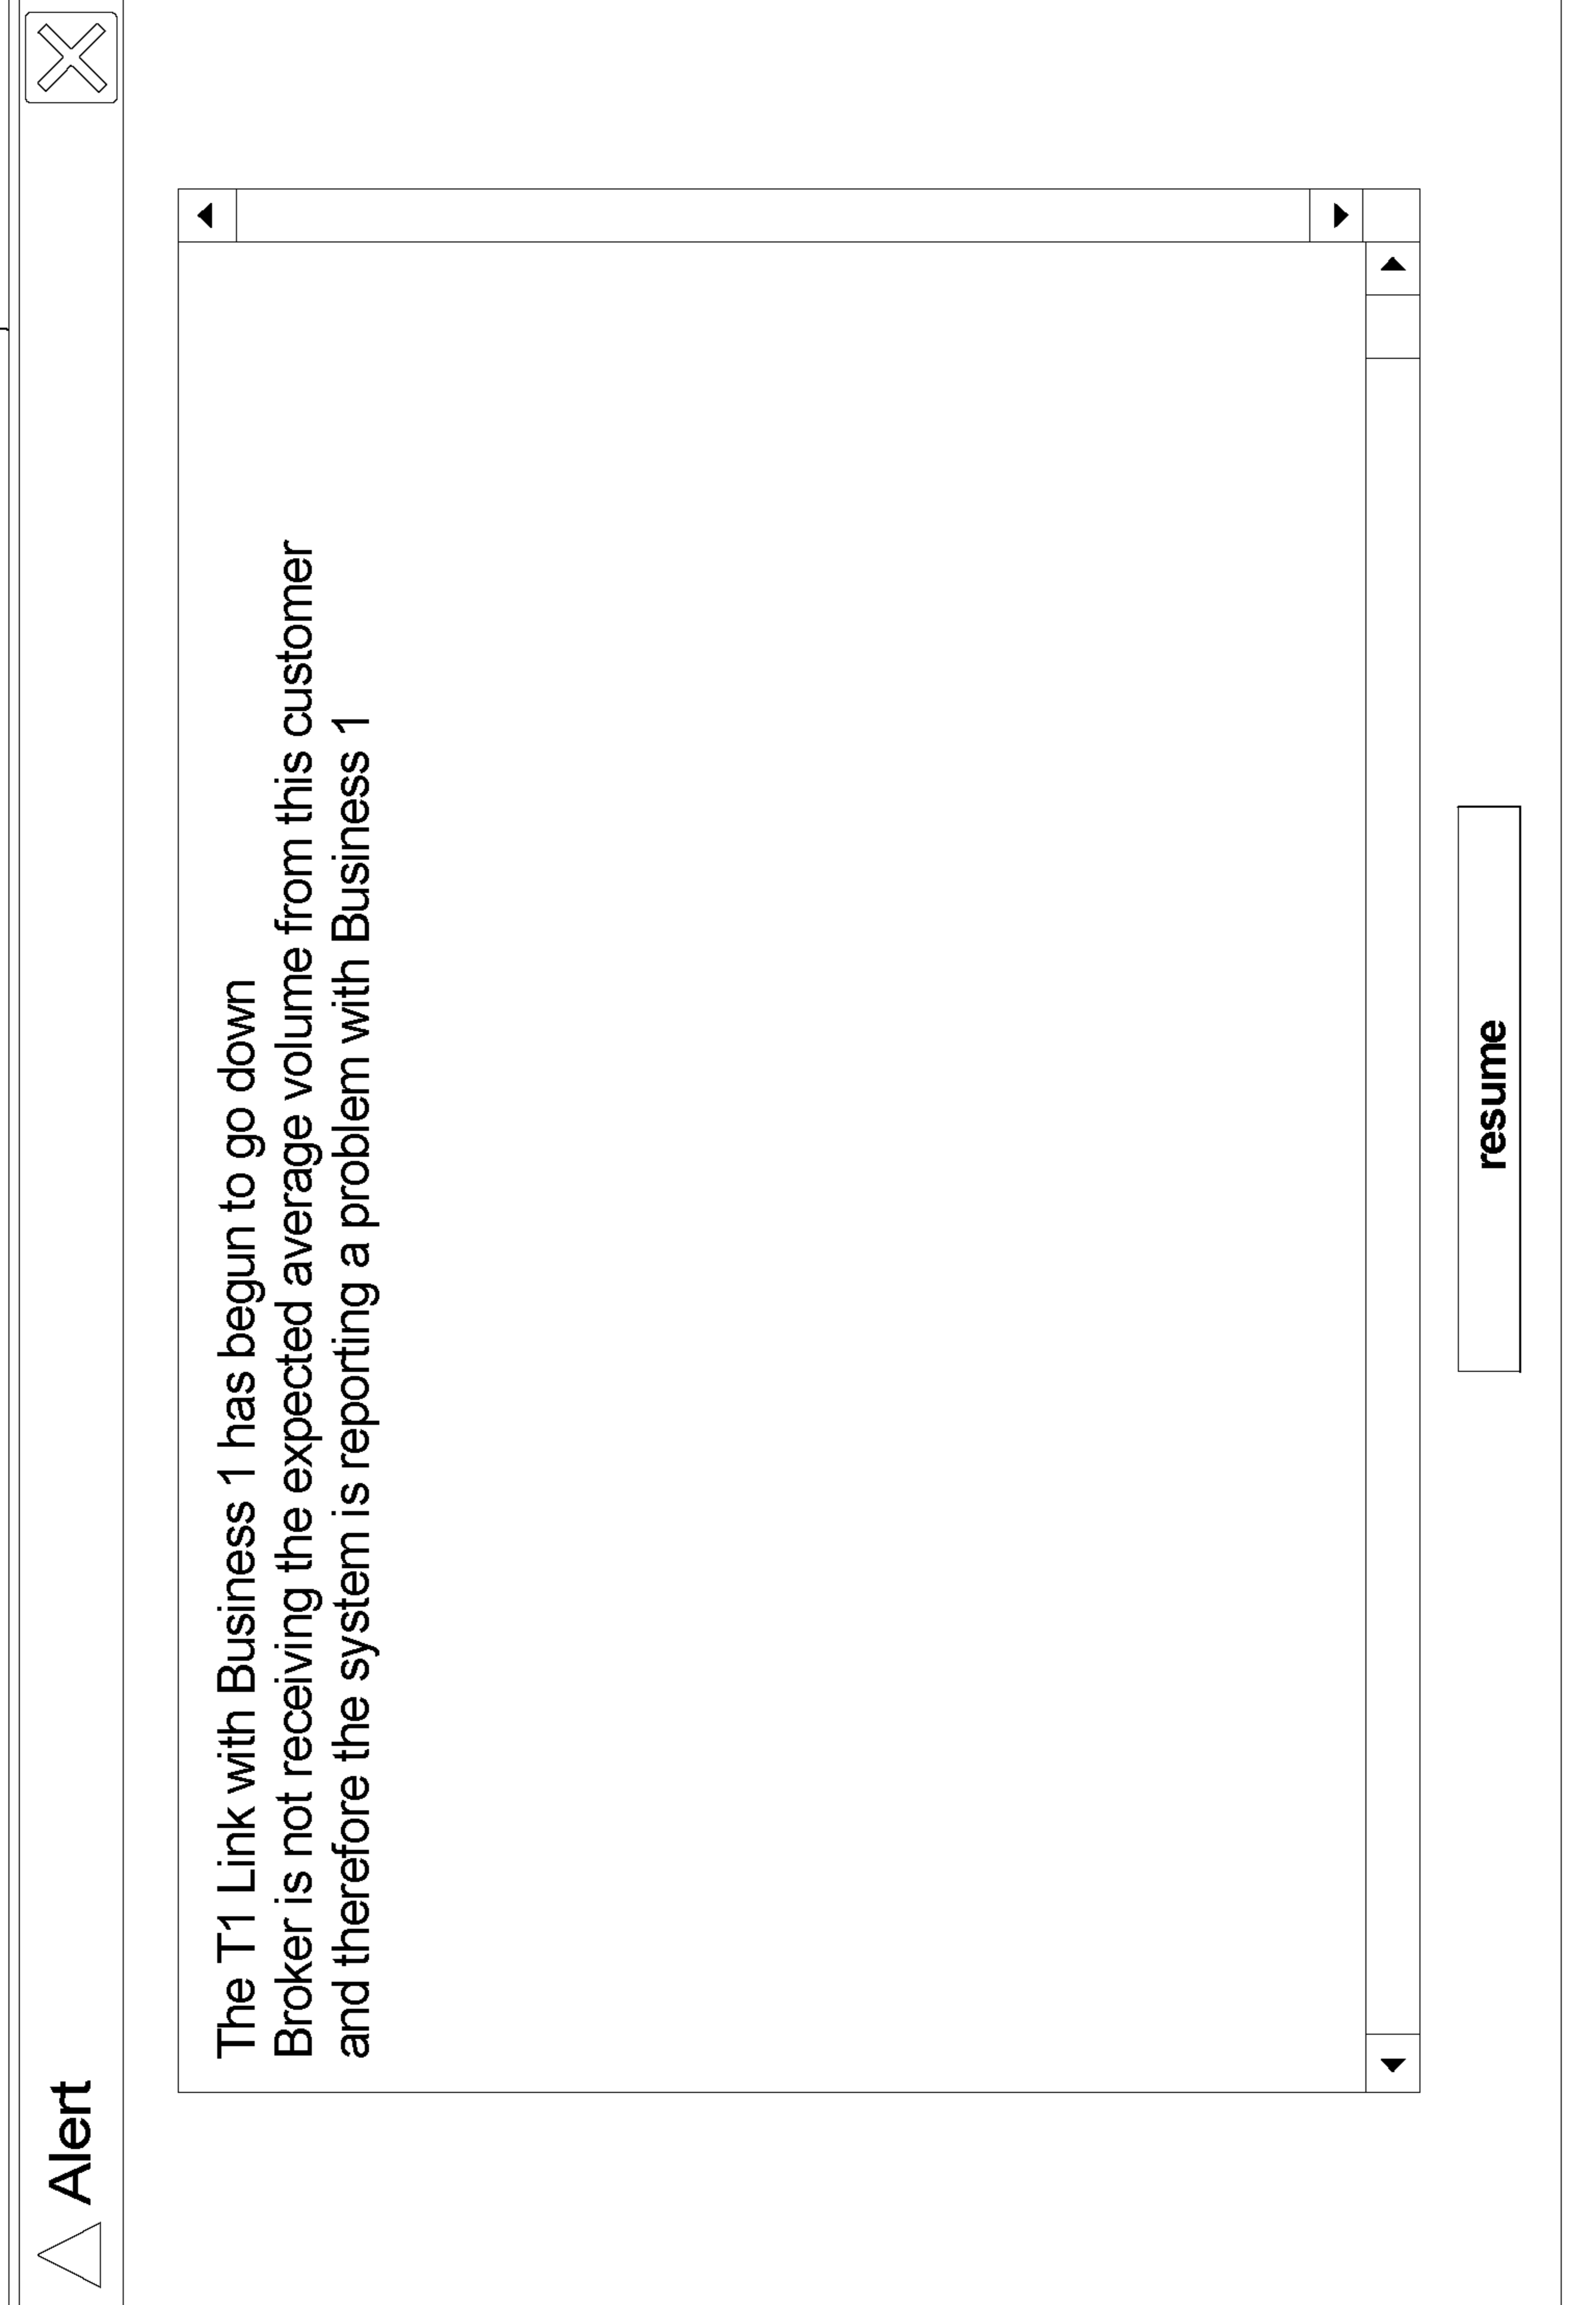 Alert
The T1 Link with Business 1 has begun to go down
Broker is not receiving the expected average volume from this customer
and therefore the system is reporting a problem with Business 1
resume